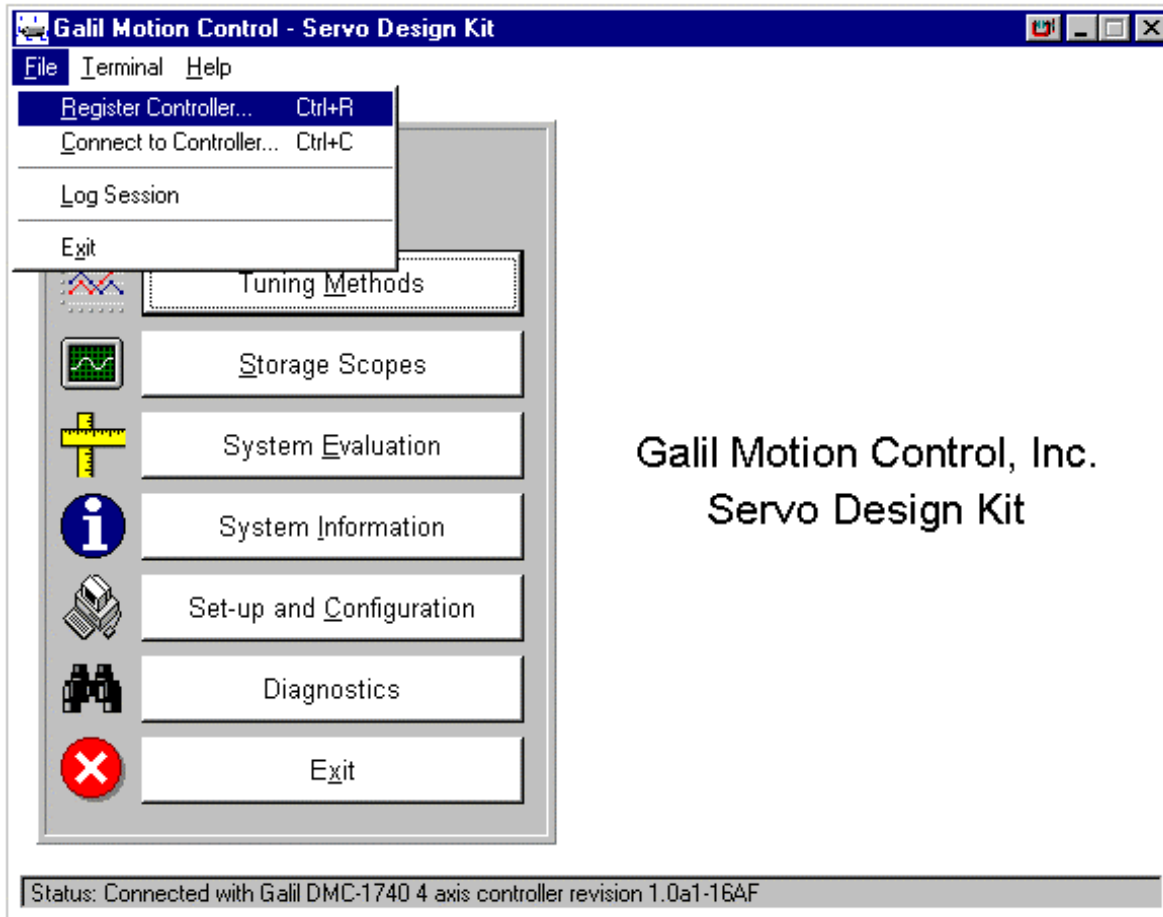 Galil Motion Control - Servo Design Kit
File Terminal Help
Register Controller... Ctrl+R
Connect to Controller... Ctrl+C
Log Session
Exit
Tuning Methods
Storage Scopes
System Evaluation
System Information
Set-up and Configuration
Diagnostics
Exit
Galil Motion Control, Inc.
Servo Design Kit
Status: Connected with Galil DMC-1740 4 axis controller revision 1.0a1-16AF